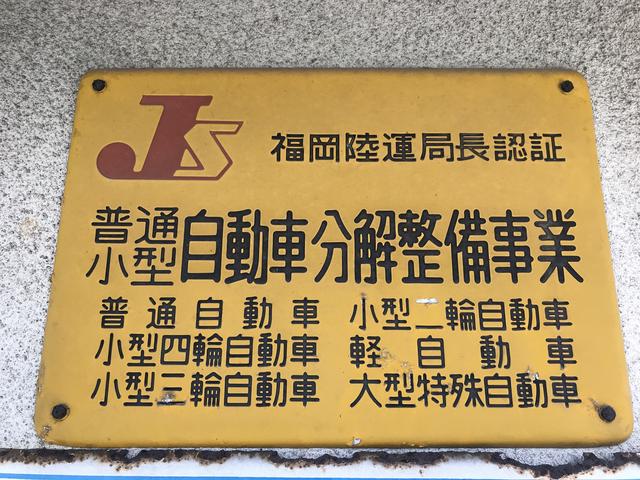 JS
福岡陸運局長認証
普通
小型
自動車分解整備事業
普通自動車 小型二輪自動車
小型四輪自動車 軽自動車
小型三輪自動車 大型特殊自動車